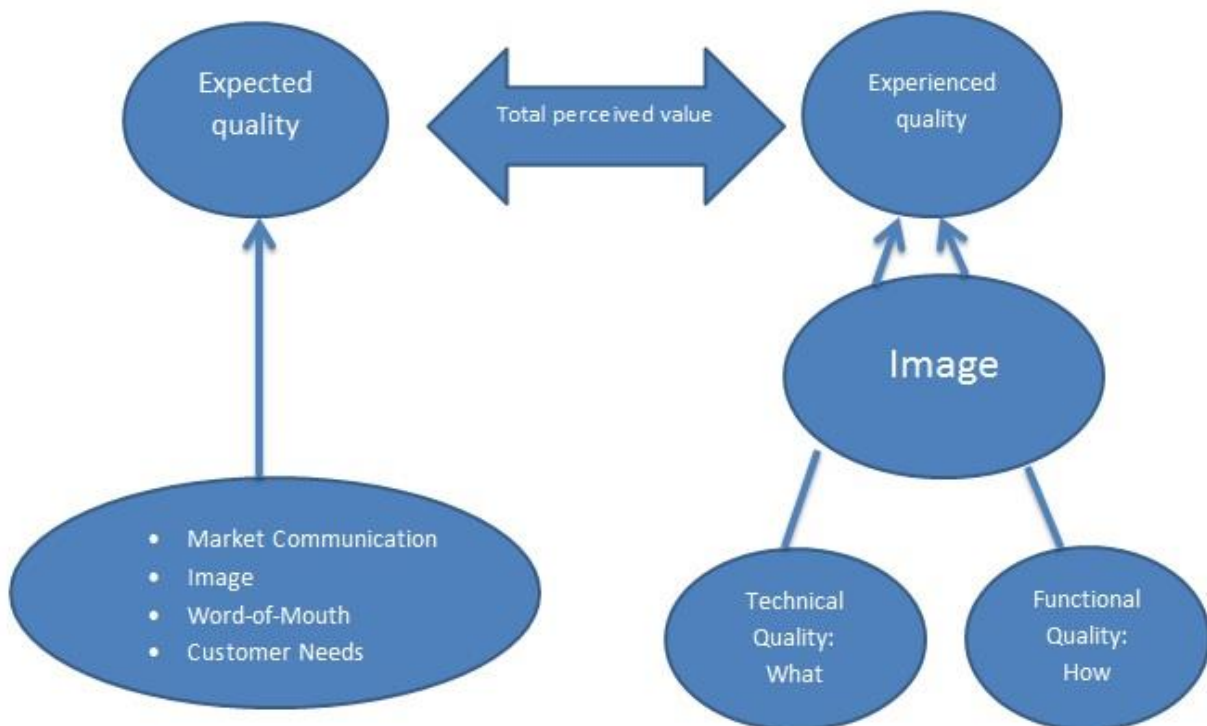 Expected
quality
Total perceived value
Experienced
quality
Image
• Market Communication
• Image
• Word-of-Mouth
• Customer Needs
Technical
Quality:
What
Functional
Quality:
How